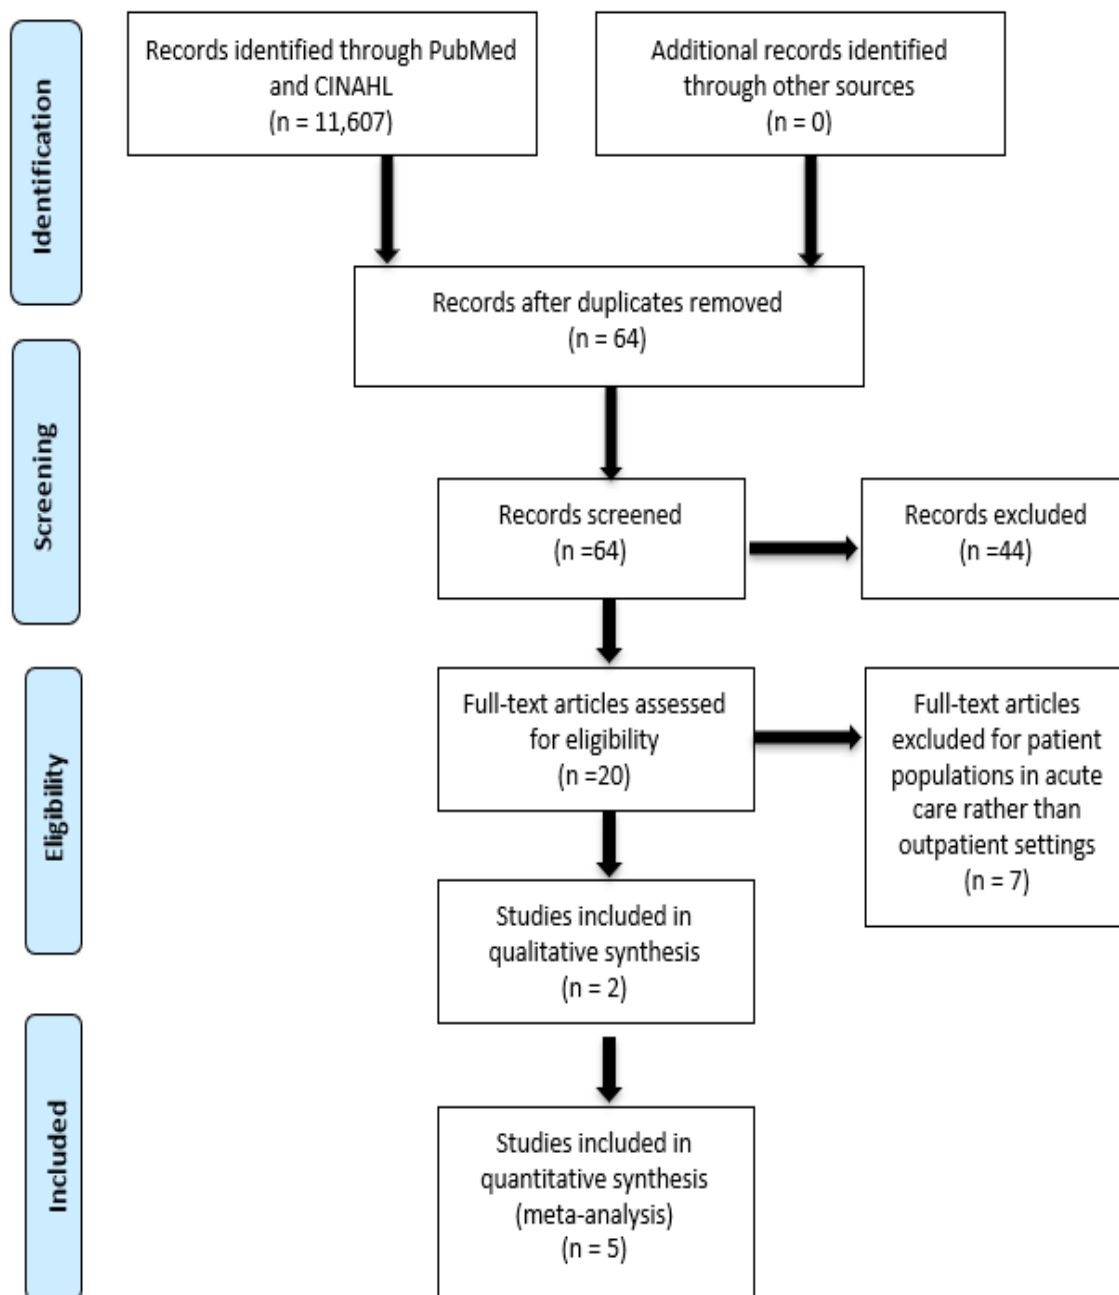 Identification
Records identified through PubMed
and CINAHL
(n = 11,607)
Additional records identified
through other sources
(n = 0)
Records after duplicates removed
(n = 64)
Screening
Records screened
(n =64)
Records excluded
(n =44)
Eligibility
Full-text articles assessed
for eligibility
(n =20)
Full-text articles
excluded for patient
populations in acute
care rather than
outpatient settings
(n = 7)
Studies included in
qualitative synthesis
(n = 2)
Included
Studies included in
quantitative synthesis
(meta-analysis)
(n = 5)